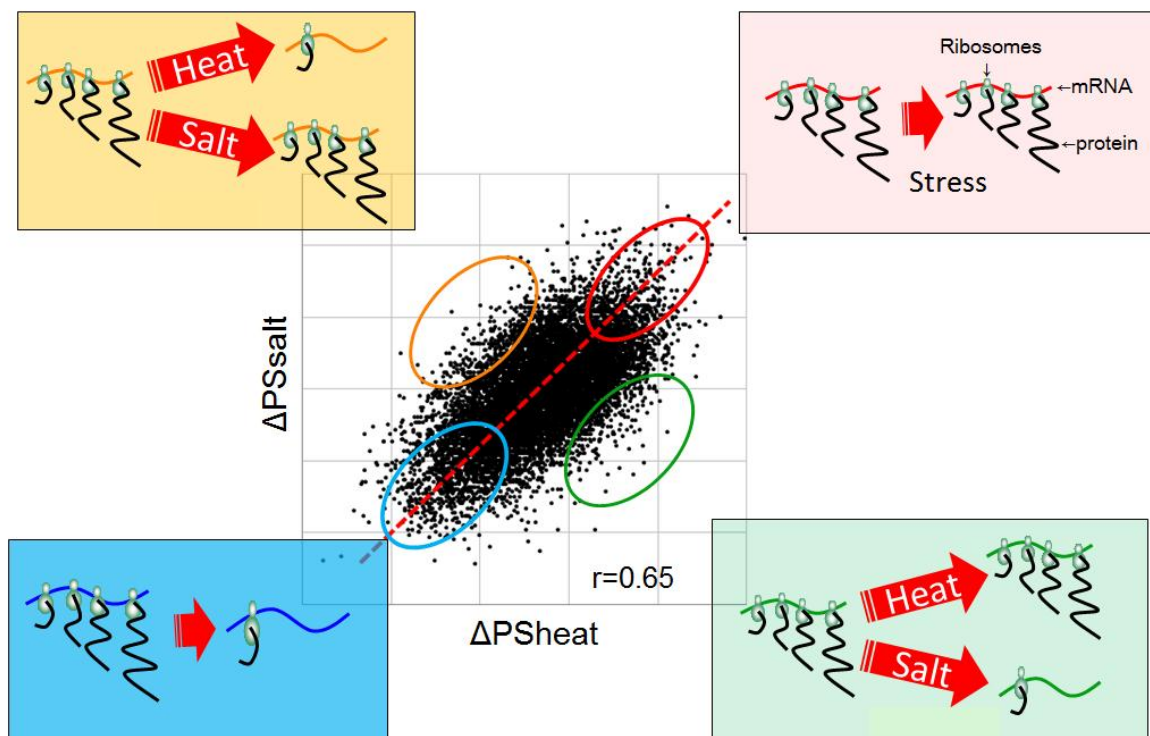 Heat
Salt
Ribosomes
↓
←mRNA
←protein
Stress
ΔPSsalt
r=0.65
ΔPSheat
Heat
Salt